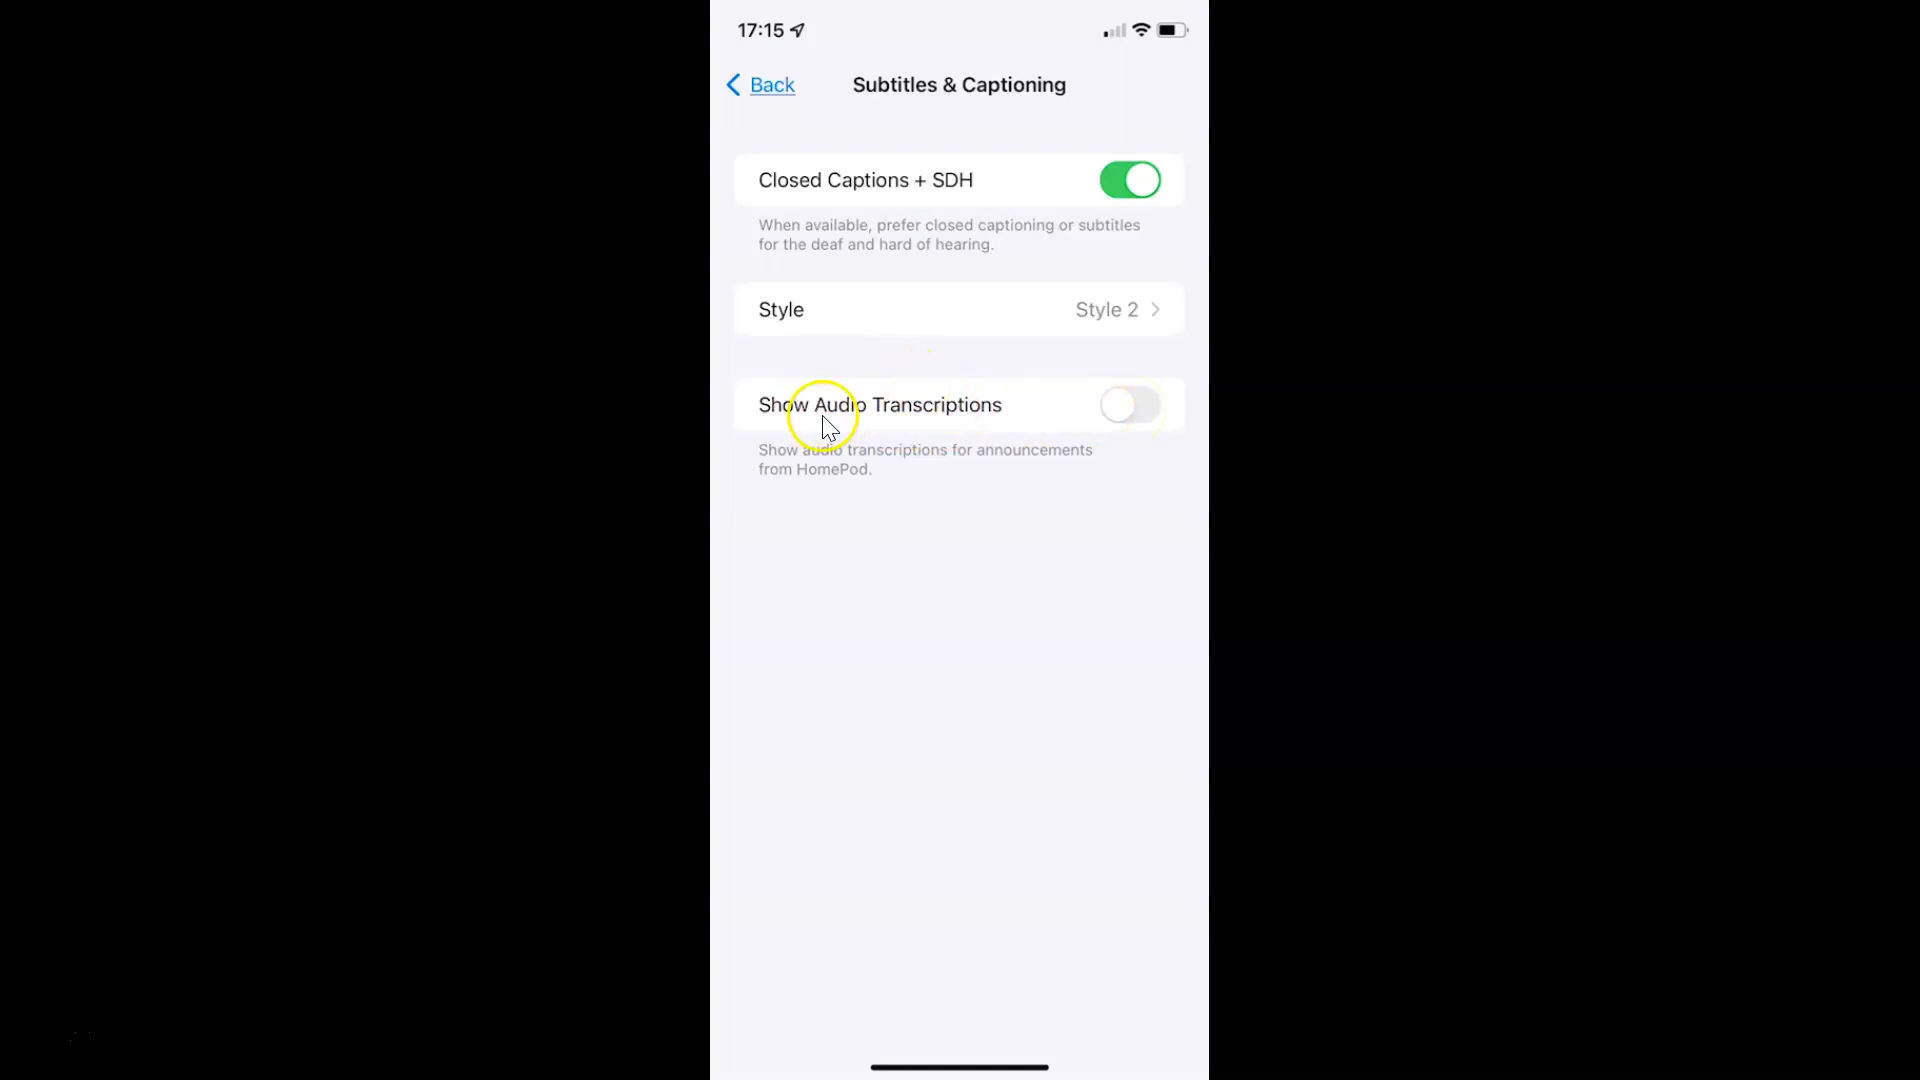 17:15
Back
Subtitles & Captioning
Closed Captions + SDH
When available, prefer closed captioning or subtitles
for the deaf and hard of hearing.
Style
Style 2
Show Audio Transcriptions
Show audio transcriptions for announcements
from HomePod.